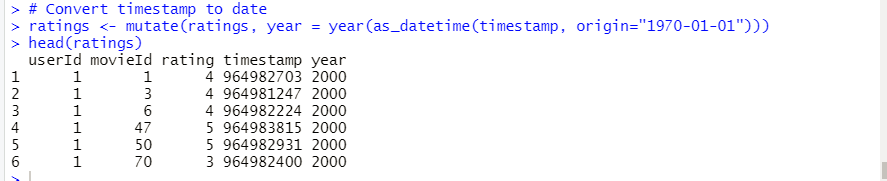 > # Convert timestamp to date
> ratings <- mutate(ratings, year = year(as_datetime(timestamp, origin="1970-01-01")))
> head(ratings)
  userId movieId rating timestamp year
1      1       1      4 964982703 2000
2      1       3      4 964981247 2000
3      1       6      4 964982224 2000
4      1      47      5 964983815 2000
5      1      50      5 964982931 2000
6      1      70      3 964982400 2000
>